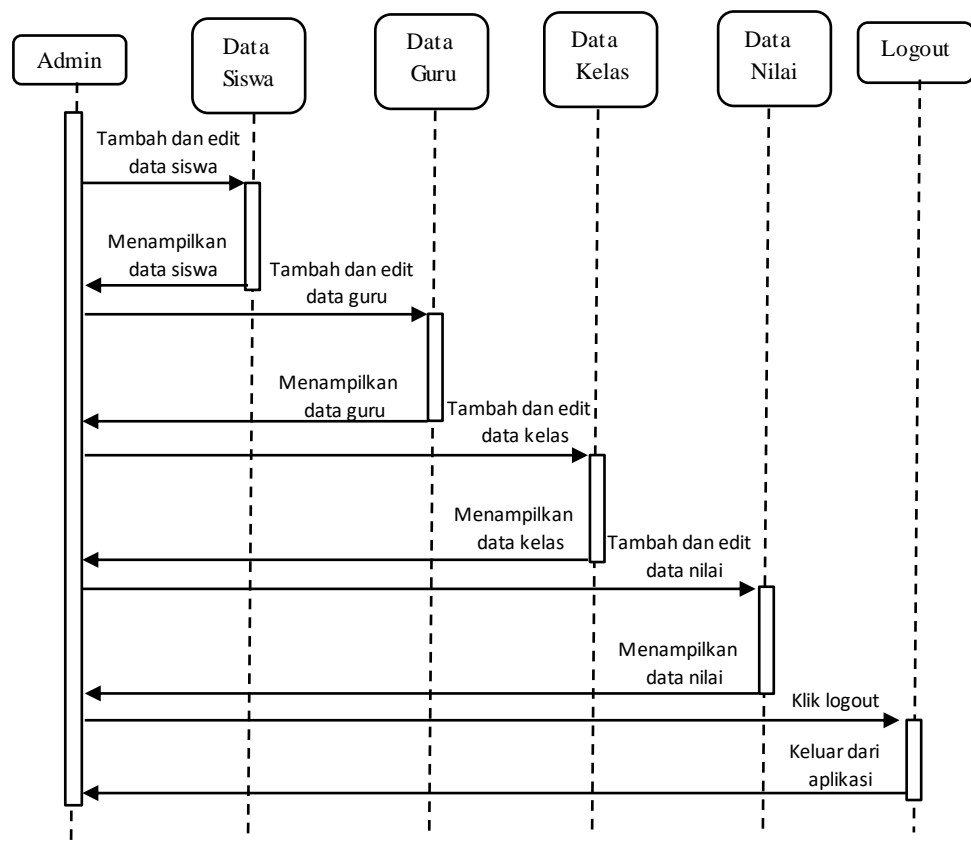 Admin
Data
Siswa
Data
Guru
Data
Kelas
Data
Nilai
Logout
Tambah dan edit
data siswa
Menampilkan
data siswa
Tambah dan edit
data guru
Menampilkan
data guru
Tambah dan edit
data kelas
Menampilkan
data kelas
Tambah dan edit
data nilai
Menampilkan
data nilai
Klik logout
Keluar dari
aplikasi